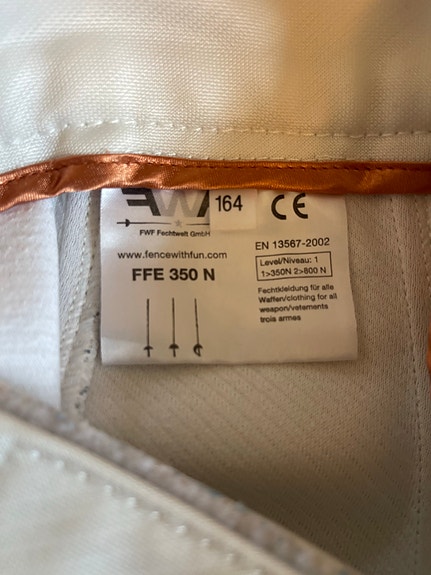 FWF
164
CE
FWF Fechtwelt GmbH
www.fencewithfun.com
EN 13567-2002
FFE 350 N
Level/Niveau: 1
1>350N 2>800 N
Fechtkleidung für alle
Waffen/clothing for all
weapon/vetements
trois armes